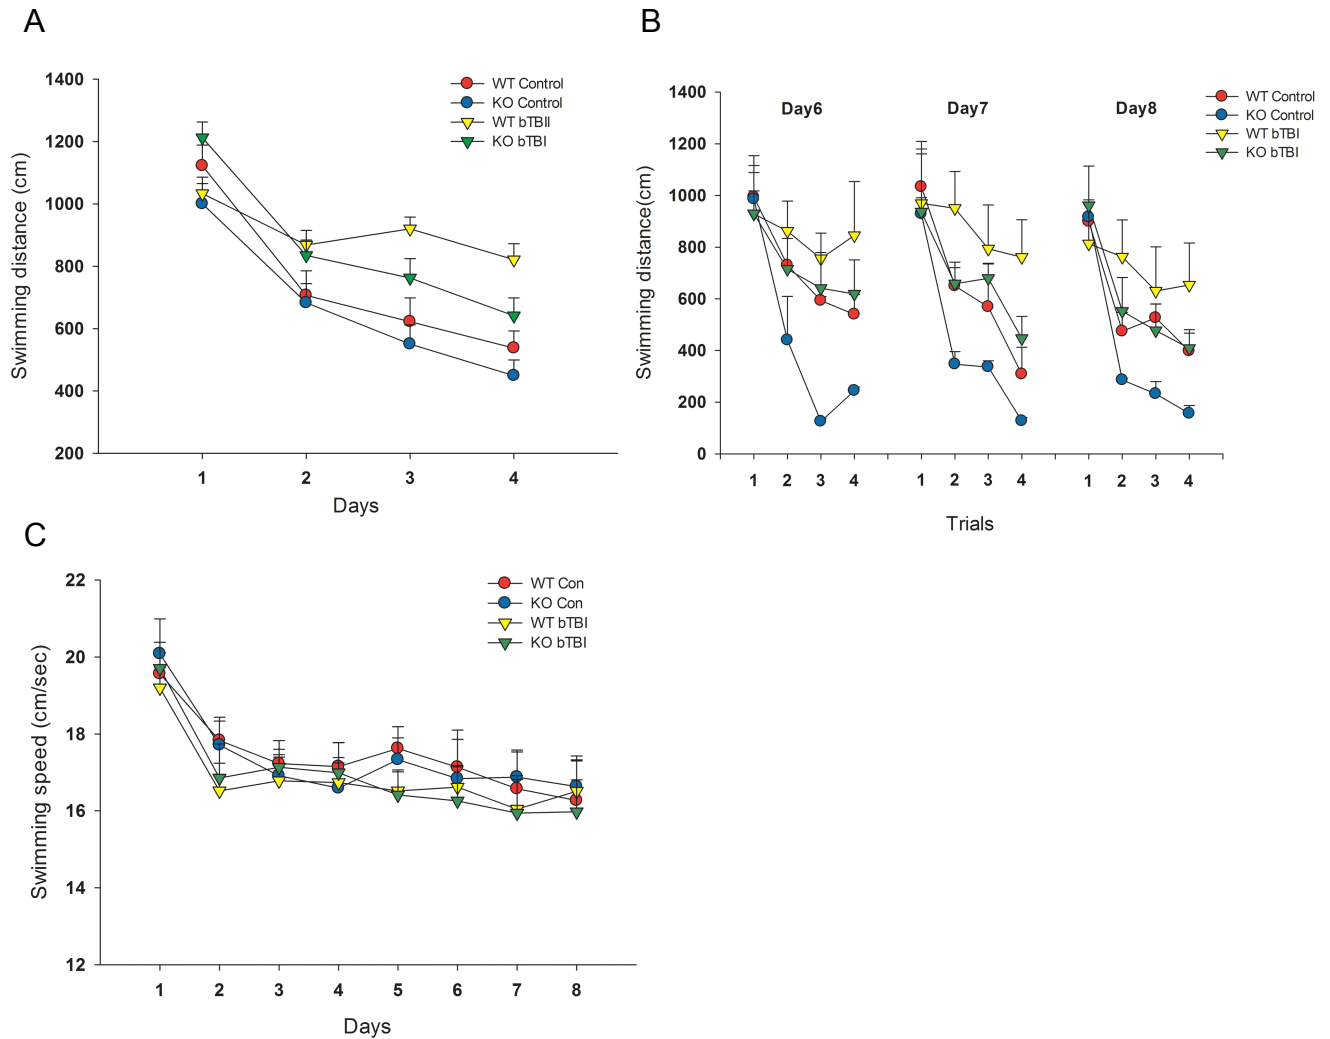 A
1400
1200
1000
800
600
400
200
Swimming distance (cm)
WT Control
KO Control
WT bTBII
KO bTBI
1 2 3 4
Days
B
1400
1200
1000
800
600
400
200
0
Swimming distance(cm)
Day6 Day7 Day8
WT Control
KO Control
WT bTBI
KO bTBI
1 2 3 4 1 2 3 4 1 2 3 4
Trials
C
22
20
18
16
14
12
Swimming speed (cm/sec)
WT Con
KO Con
WT bTBI
KO bTBI
1 2 3 4 5 6 7 8
Days